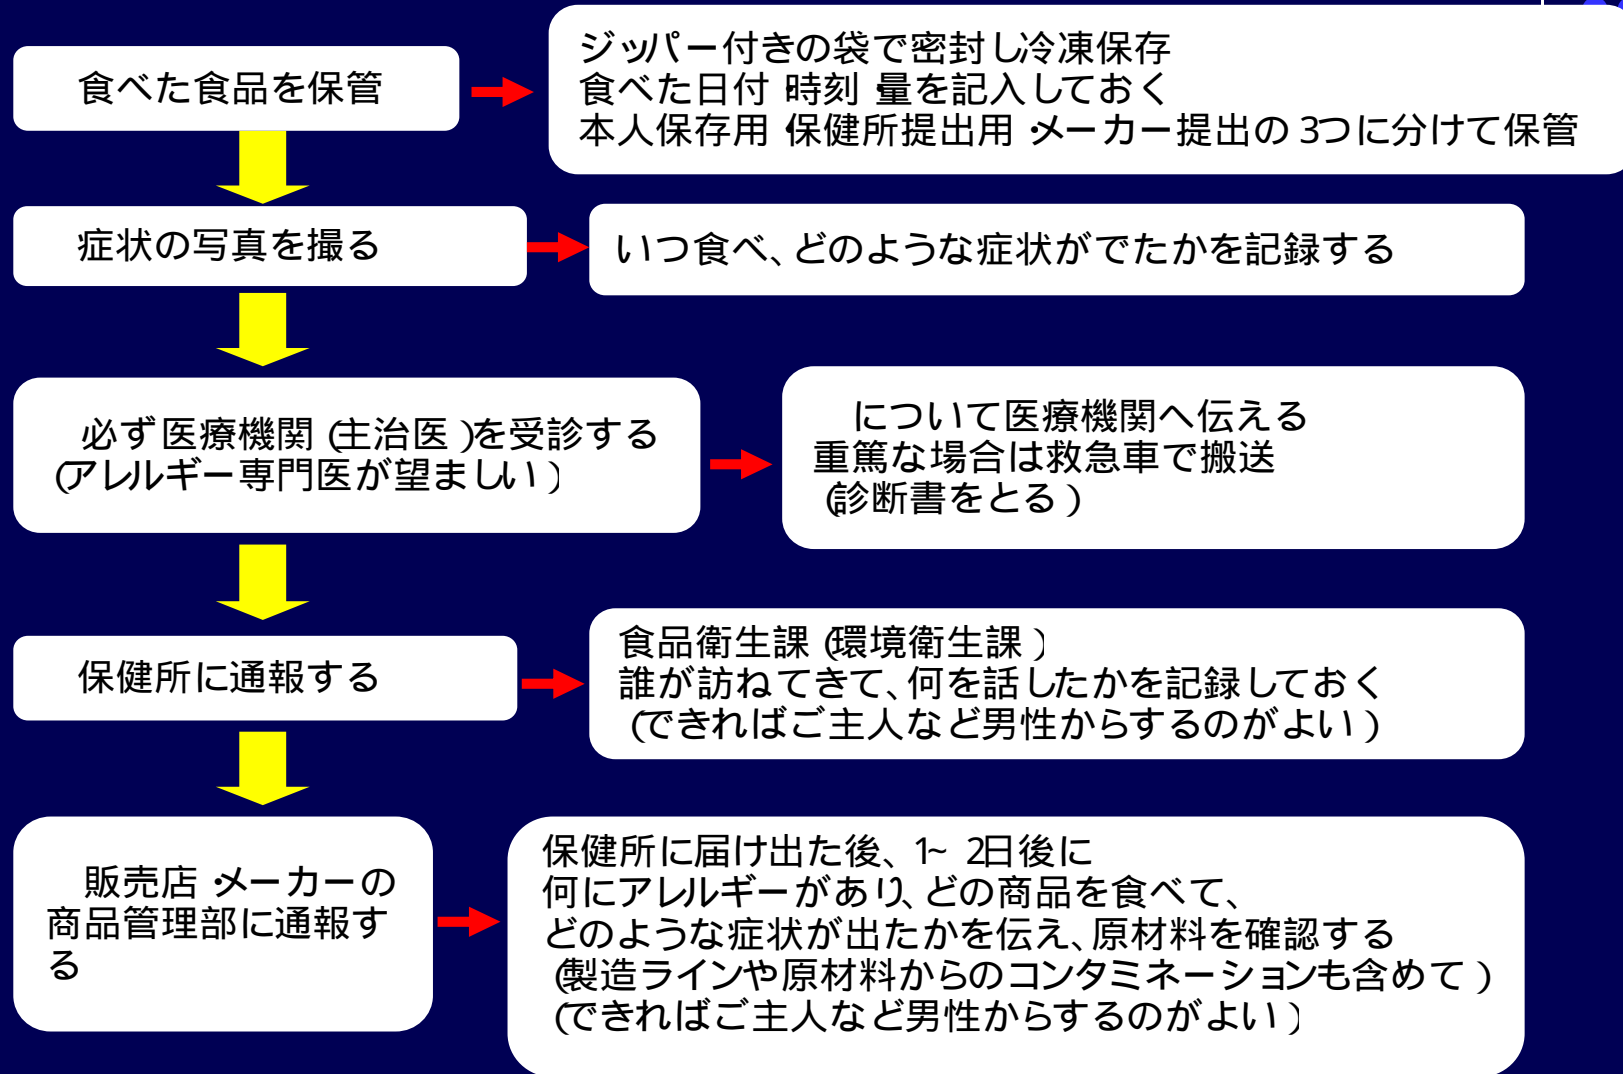 食べた食品を保管
ジッパー付きの袋で密封し冷凍保存
食べた日付 時刻 量を記入しておく
本人保存用 保健所提出用・メーカー提出の3つに分けて保管
症状の写真を撮る
いつ食べ、どのような症状がでたかを記録する
必ず医療機関(主治医)を受診する
(アレルギー専門医が望ましい)
について医療機関へ伝える
重篤な場合は救急車で搬送
(診断書をとる)
保健所に通報する
食品衛生課(環境衛生課)
誰が訪ねてきて、何を話したかを記録しておく
(できればご主人など男性からするのがよい)
販売店・メーカーの
商品管理部に通報す
る
保健所に届け出た後、1~2日後に
何にアレルギーがあり、どの商品を食べて、
どのような症状が出たかを伝え、原材料を確認する
(製造ラインや原材料からのコンタミネーションも含めて)
(できればご主人など男性からするのがよい)